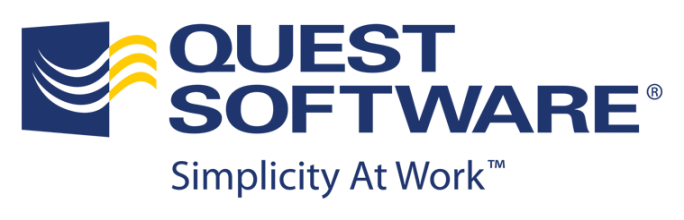 QUEST
SOFTWARE®
Simplicity At Work™